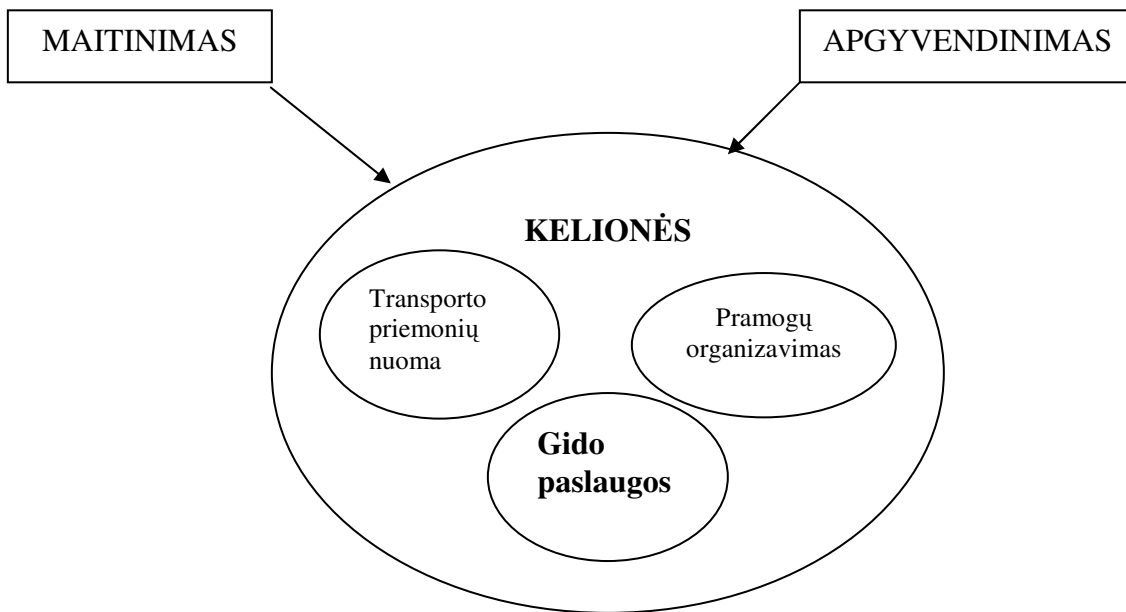 MAITINIMAS
APGYVENDINIMAS
KELIONĖS
Transporto
priemonių
nuoma
Pramogų
organizavimas
Gido
paslaugos